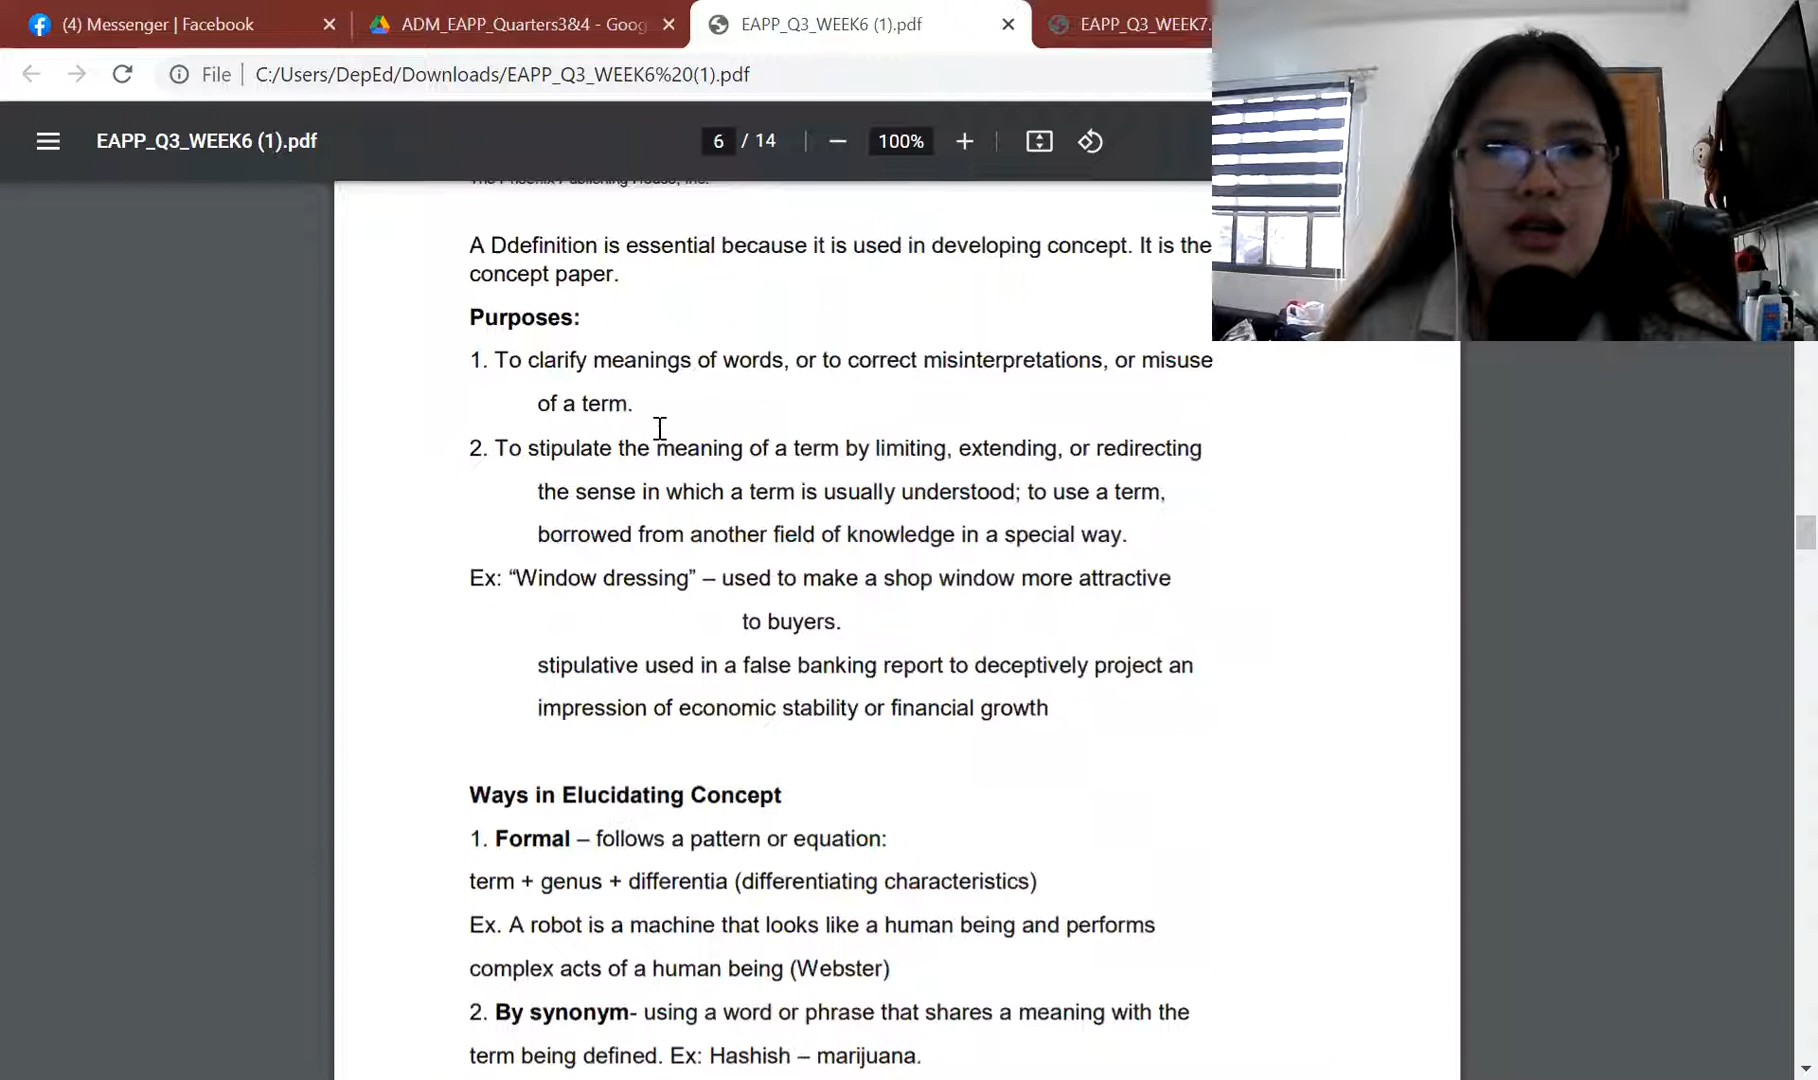 (4) Messenger | Facebook
ADM_EAPP_Quarters3&4 - Goog
EAPP_Q3_WEEK6 (1).pdf
EAPP_Q3_WEEK7.
File
C:/Users/DepEd/Downloads/EAPP_Q3_WEEK6%20(1).pdf
EAPP_Q3_WEEK6 (1).pdf
6 / 14
100%
The Phoenix Publishing House, Inc.
A Ddefinition is essential because it is used in developing concept. It is the
concept paper.
Purposes:
1. To clarify meanings of words, or to correct misinterpretations, or misuse
of a term.
2. To stipulate the meaning of a term by limiting, extending, or redirecting
the sense in which a term is usually understood; to use a term,
borrowed from another field of knowledge in a special way.
Ex: “Window dressing” – used to make a shop window more attractive
to buyers.
stipulative used in a false banking report to deceptively project an
impression of economic stability or financial growth
Ways in Elucidating Concept
1. Formal – follows a pattern or equation:
term + genus + differentia (differentiating characteristics)
Ex. A robot is a machine that looks like a human being and performs
complex acts of a human being (Webster)
2. By synonym- using a word or phrase that shares a meaning with the
term being defined. Ex: Hashish – marijuana.